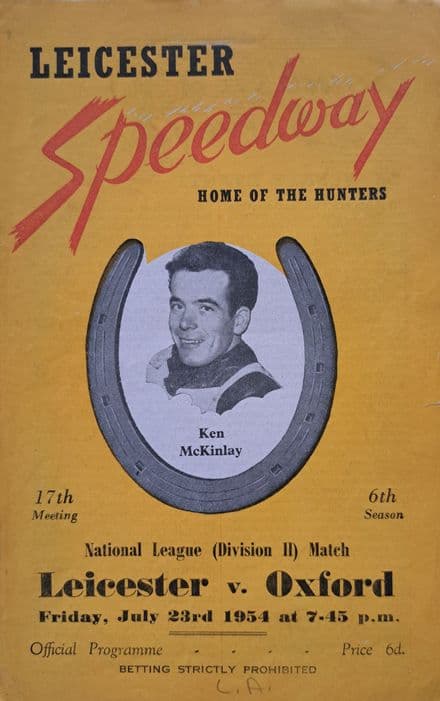 LEICESTER
Speedway
HOME OF THE HUNTERS
Ken
McKinlay
17th
Meeting
6th
Season
National League (Division II) Match
Leicester v. Oxford
Friday, July 23rd 1954 at 7-45 p.m.
Official Programme - - - - Price 6d.
BETTING STRICTLY PROHIBITED
L.A.